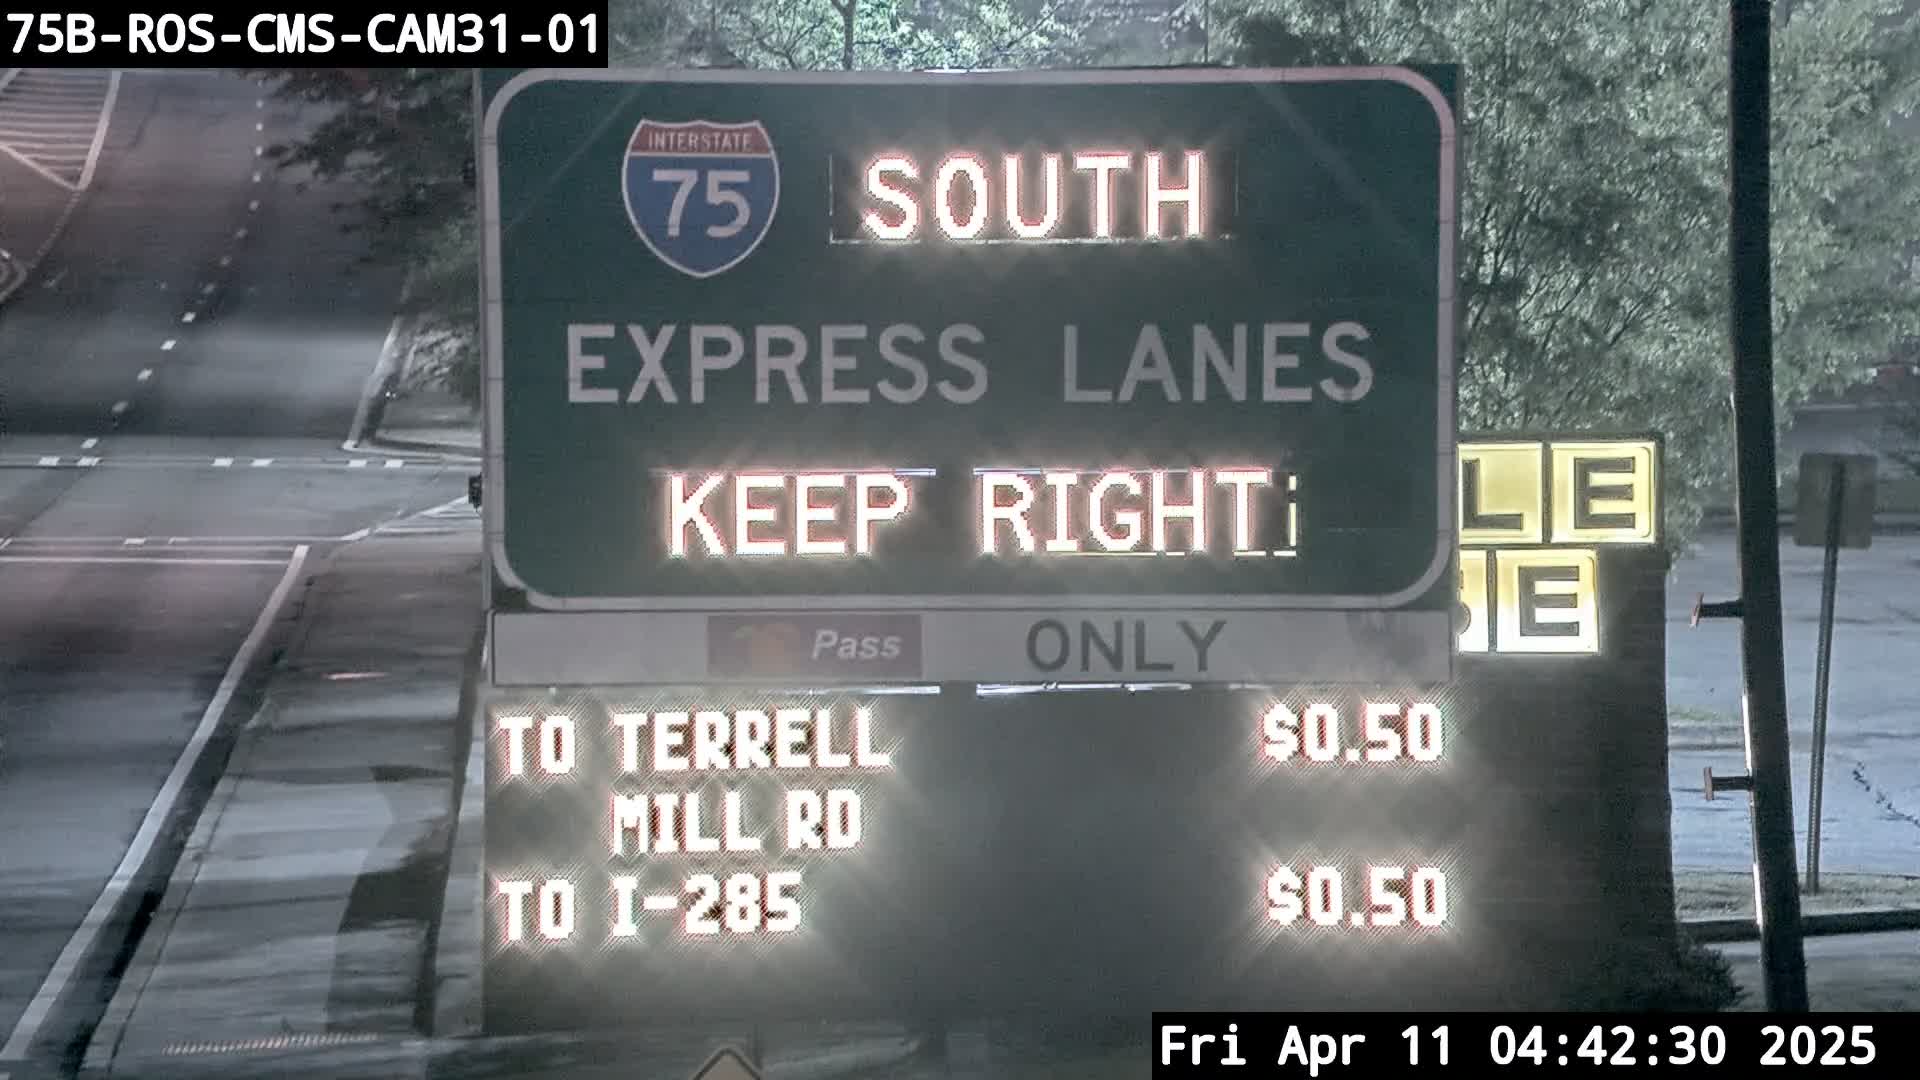 75B-ROS-CMS-CAM31-01
INTERSTATE
75
SOUTH
EXPRESS LANES
KEEP RIGHT
Pass ONLY
LE
E
TO TERRELL $0.50
MILL RD
TO I-285 $0.50
Fri Apr 11 04:42:30 2025